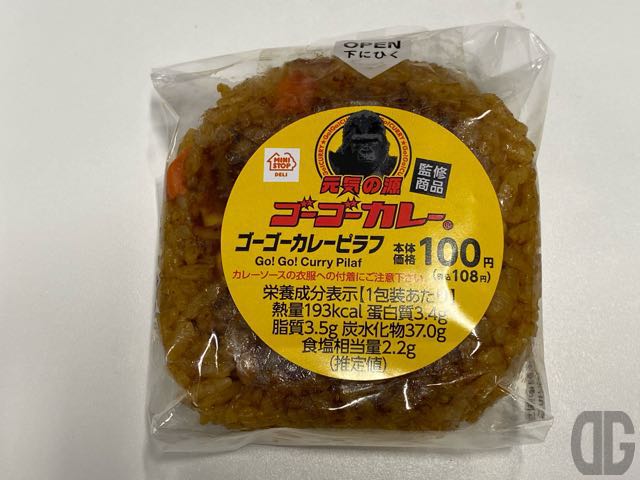 OPEN
下にひく
Go!Go!CURRY
MINI
STOP
DELI
元気の源
監修
商品
ゴーゴーカレー®
ゴーゴーカレーピラフ
Go! Go! Curry Pilaf
本体
価格 100円
108円)
カレーソースの衣服への付着にご注意下さい。
栄養成分表示【1包装あたり】
熱量193kcal 蛋白質3.4g
脂質3.5g 炭水化物37.0g
食塩相当量2.2g
(推定値)
DG